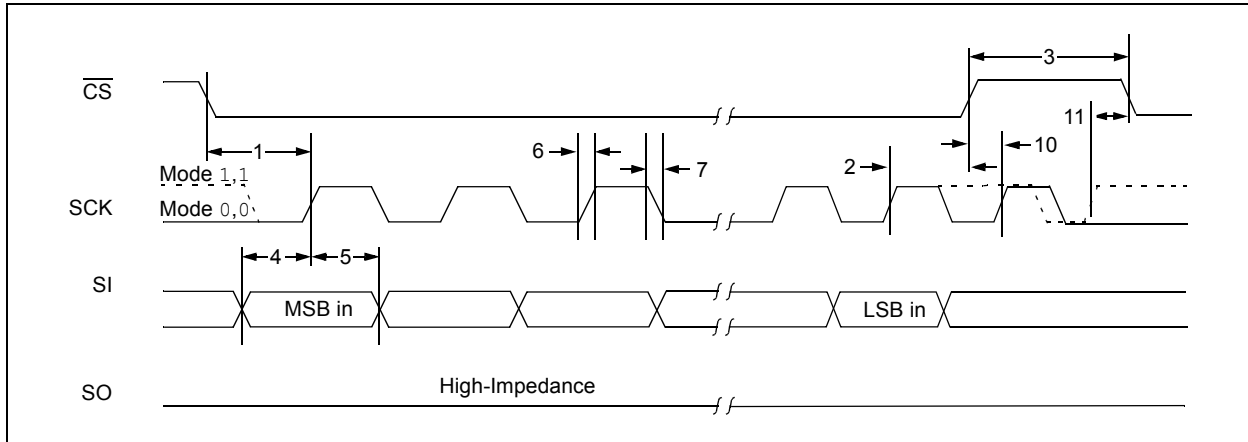 3
CS
11
1
6
10
Mode 1,1
7
2
SCK
Mode 0,0
4
5
SI
MSB in
LSB in
High-Impedance
SO